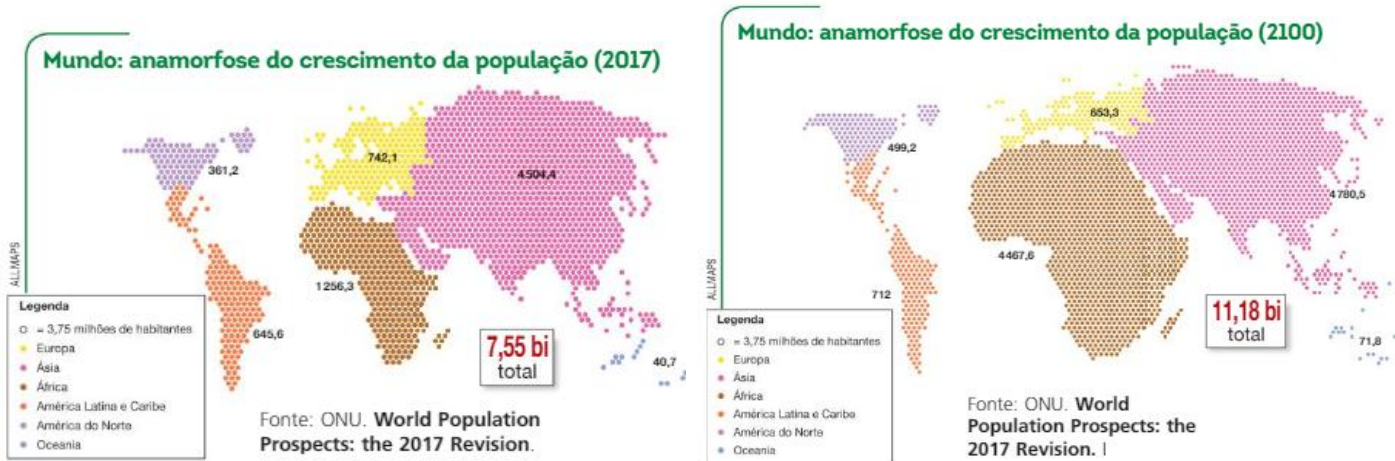 Mundo: anamorfose do crescimento da população (2017)
742,1
4504,4
361,2
1256,3
645,6
40,7
7,55 bi
total
ALLMAPS
Legenda
= 3,75 milhões de habitantes
Europa
Ásia
África
América Latina e Caribe
América do Norte
Oceania
Fonte: ONU. World Population
Prospects: the 2017 Revision.
Mundo: anamorfose do crescimento da população (2100)
653,3
499,2
4780,5
4467,6
712
71,8
11,18 bi
total
ALLMAPS
Legenda
= 3,75 milhões de habitantes
Europa
Ásia
África
América Latina e Caribe
América do Norte
Oceania
Fonte: ONU. World
Population Prospects: the
2017 Revision. I